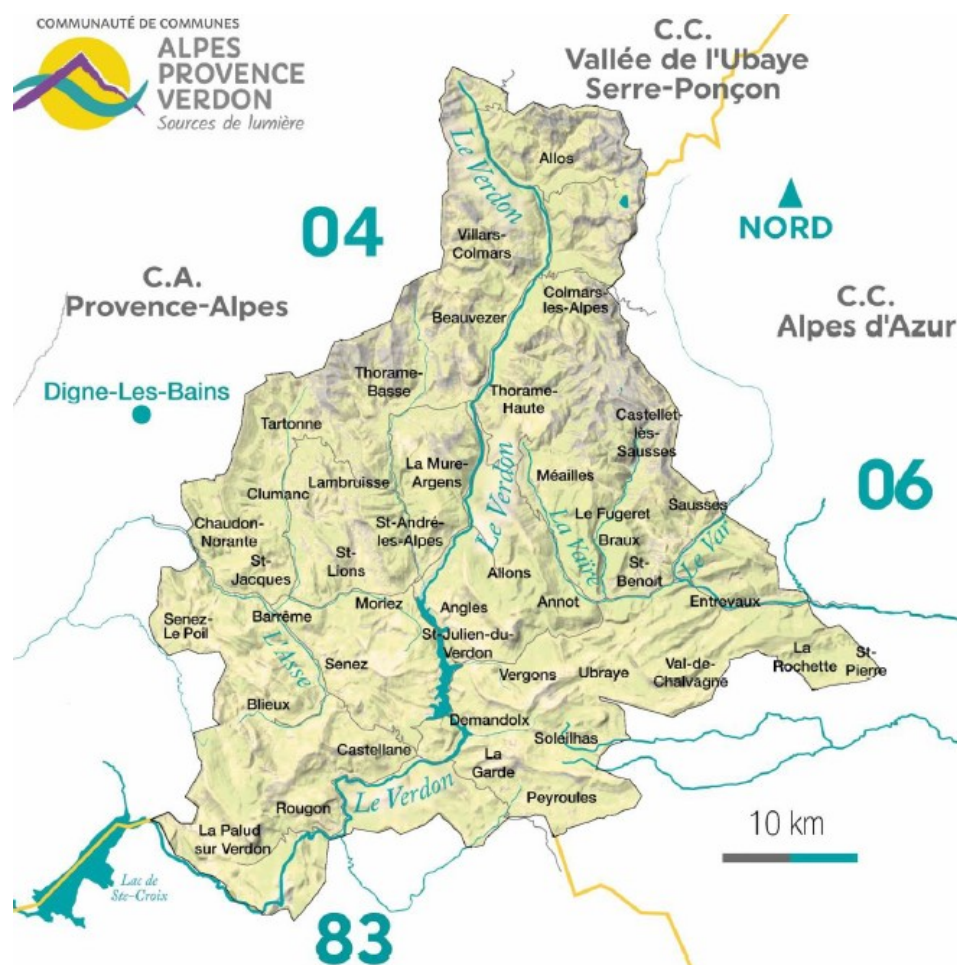 COMMUNAUTÉ DE COMMUNES
ALPES
PROVENCE
VERDON
Sources de lumière
C.C.
Vallée de l'Ubaye
Serre-Ponçon
Le Verdon
Allos
04
NORD
Villars-
Colmars
C.A.
Provence-Alpes
Colmars
-les-Alpes
C.C.
Alpes d'Azur
Beauvezer
Thorame-
Basse
Thorame-
Haute
Digne-Les-Bains
Tartonne
Castellet-
lès-
Sausses
La Mure-
Argens
Le Verdon
Méailles
Lambruisse
Clumanc
06
Sausses
Le Fugeret
Chaudon-
Norante
St-André
-les-Alpes
La Vaïre
Braux
Le Var
St-
Jacques
St-
Lions
Allons
St-
Benoit
Moriez
Angles
Annot
Entrevaux
Senez-
Le Poil
Barrême
L'Asse
St-Julien-du-
Verdon
Senez
Vergons
Ubraye
Val-de-
Chalvagne
La
Rochette
St-
Pierre
Blieux
Demandolx
Soleilhas
Castellane
La
Garde
Le Verdon
Peyroules
Rougon
La Palud
sur Verdon
10 km
Lac de
Ste-Croix
83